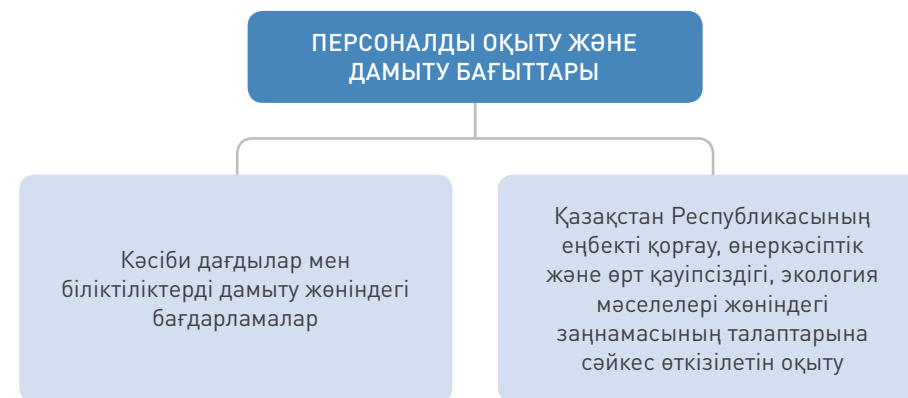 ПЕРСОНАЛДЫ ОҚЫТУ ЖӘНЕ
ДАМЫТУ БАҒЫТТАРЫ
Кәсіби дағдылар мен
біліктіліктерді дамыту жөніндегі
бағдарламалар
Қазақстан Республикасының
еңбекті қорғау, өнеркәсіптік
және өрт қауіпсіздігі, экология
мәселелері жөніндегі
заңнамасының талаптарына
сәйкес өткізілетін оқыту